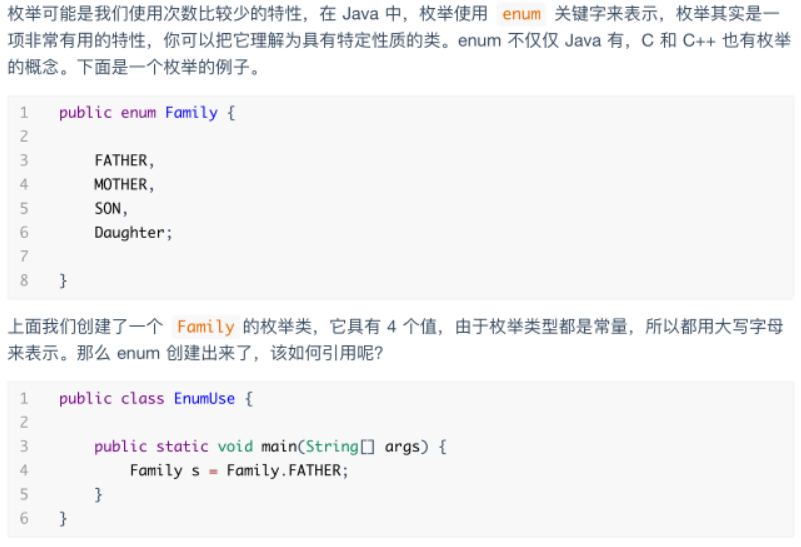 枚举可能是我们使用次数比较少的特性，在 Java 中，枚举使用 enum 关键字来表示，枚举其实是一
项非常有用的特性，你可以把它理解为具有特定性质的类。enum 不仅仅 Java 有，C 和 C++ 也有枚举
的概念。下面是一个枚举的例子。
1 public enum Family {
2
3     FATHER,
4     MOTHER,
5     SON,
6     Daughter;
7
8 }
上面我们创建了一个 Family 的枚举类，它具有 4 个值，由于枚举类型都是常量，所以都用大写字母
来表示。那么 enum 创建出来了，该如何引用呢？
1 public class EnumUse {
2
3     public static void main(String[] args) {
4         Family s = Family.FATHER;
5     }
6 }